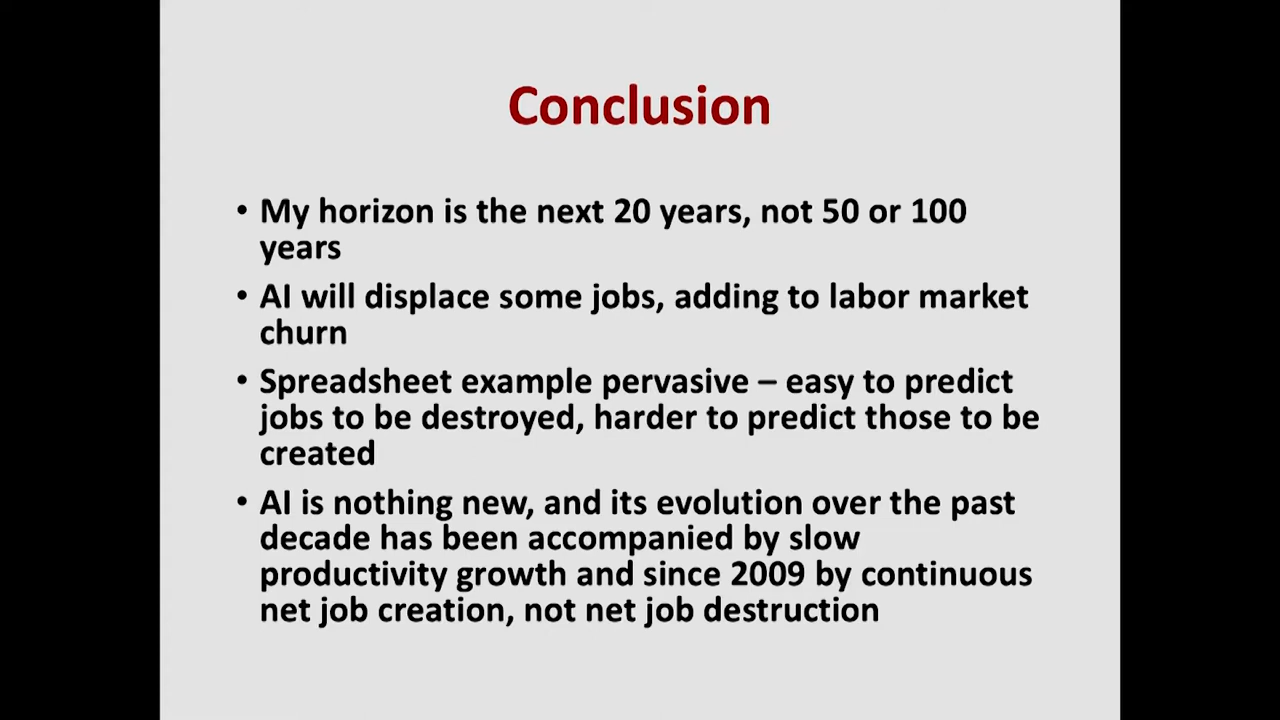 Conclusion
• My horizon is the next 20 years, not 50 or 100
years
• AI will displace some jobs, adding to labor market
churn
• Spreadsheet example pervasive – easy to predict
jobs to be destroyed, harder to predict those to be
created
• AI is nothing new, and its evolution over the past
decade has been accompanied by slow
productivity growth and since 2009 by continuous
net job creation, not net job destruction